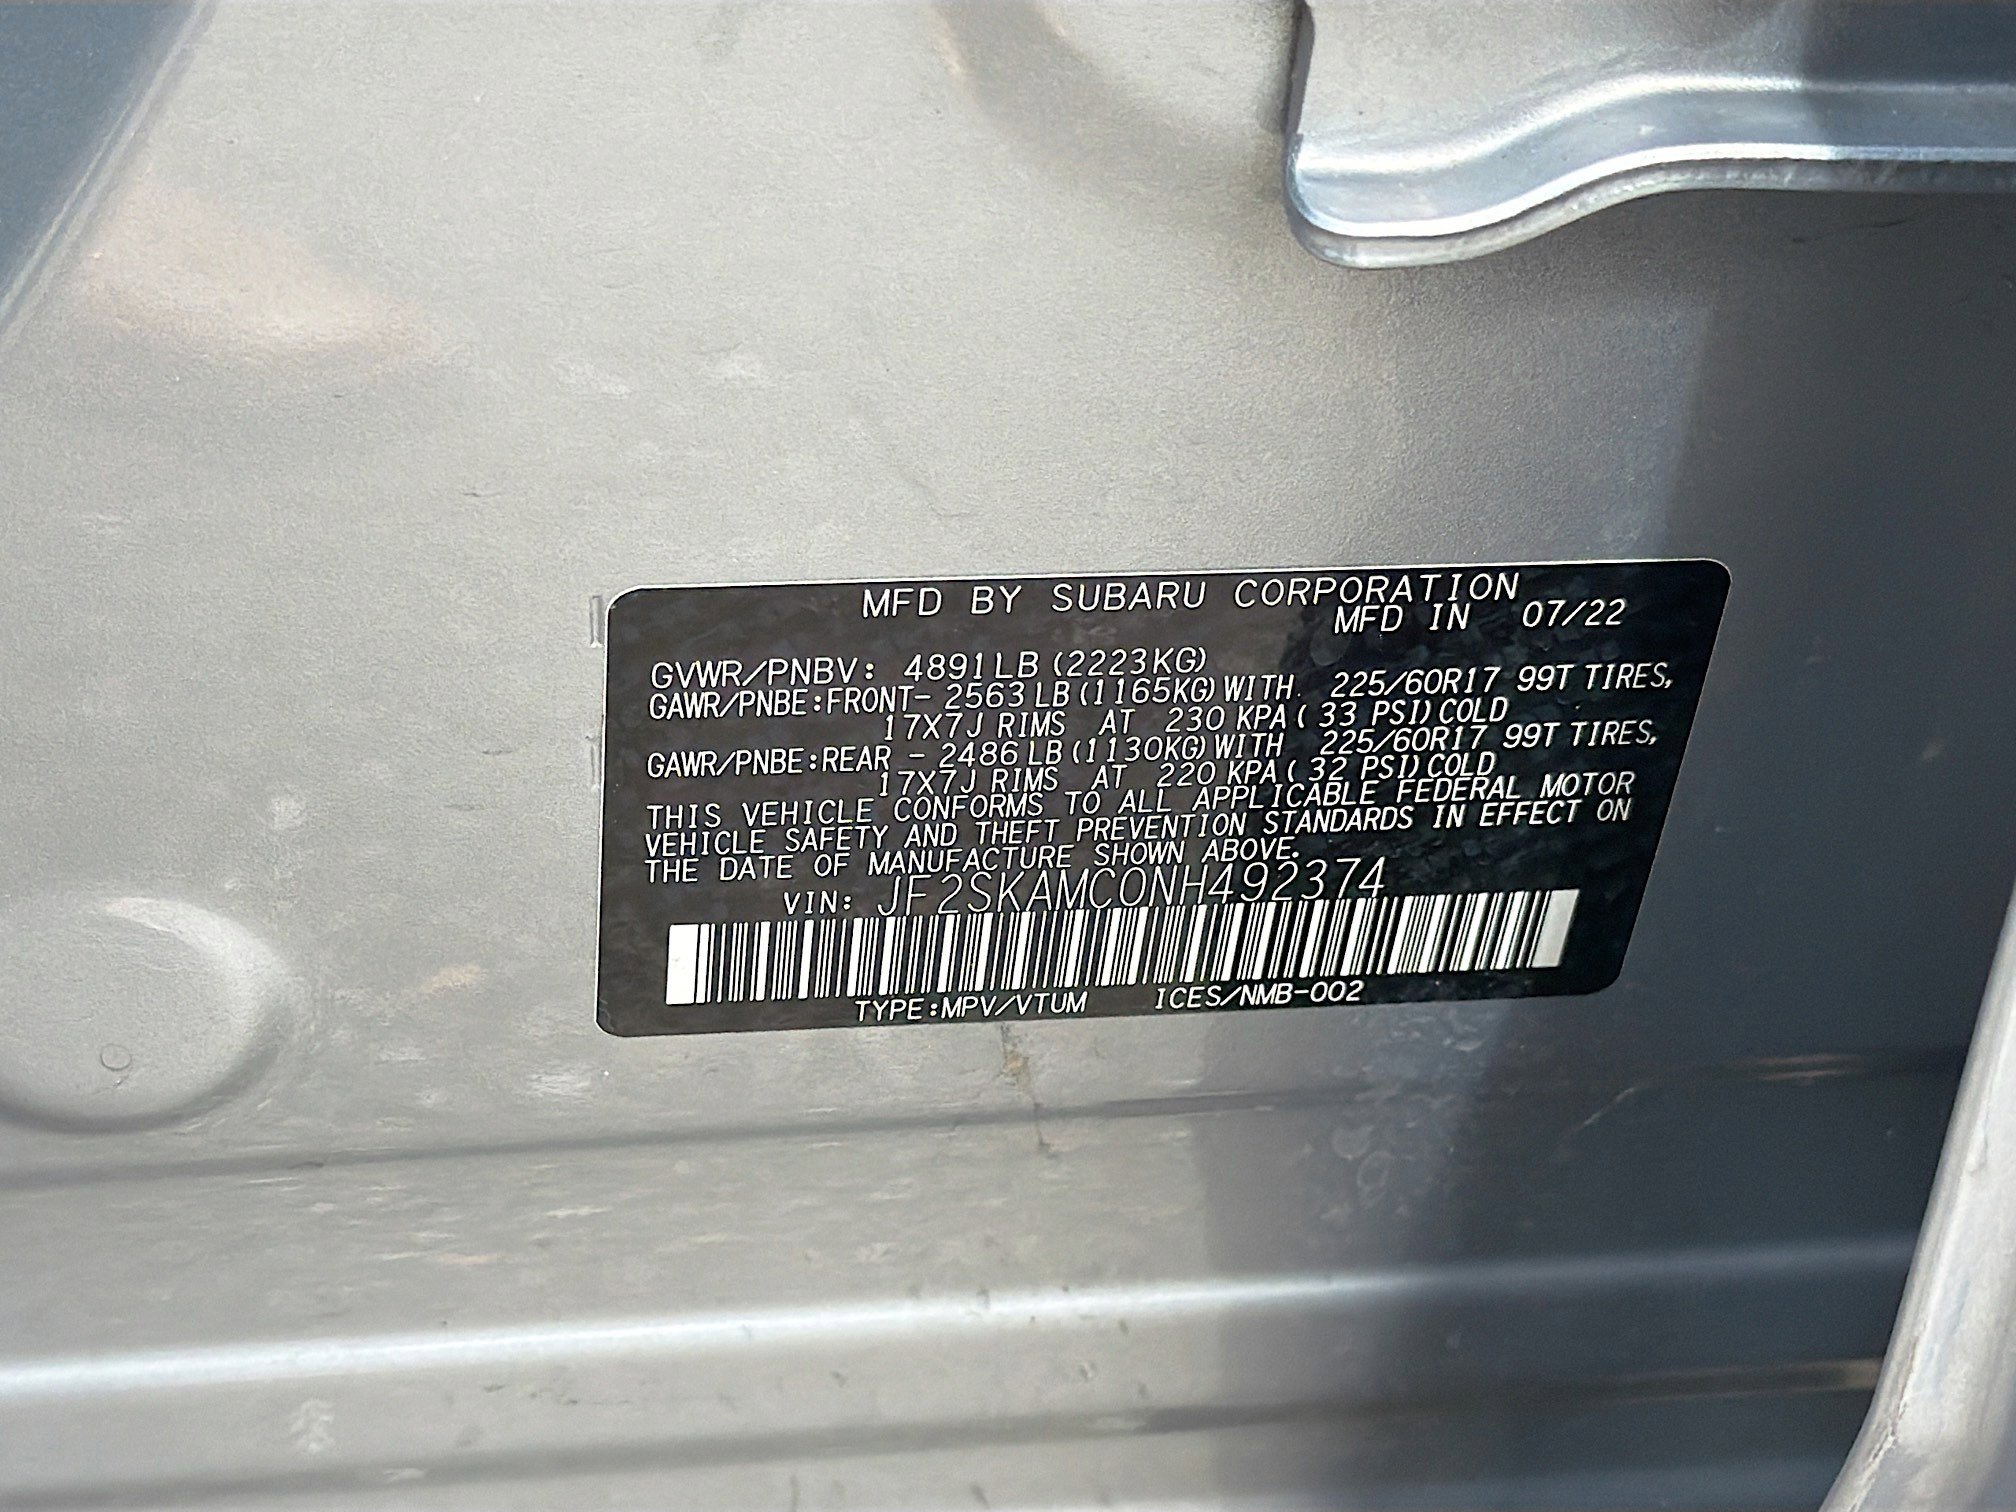 MFD BY SUBARU CORPORATION
MFD IN 07/22
GVWR/PNBV: 4891LB (2223KG)
GAWR/PNBE:FRONT- 2563 LB (1165KG) WITH 225/60R17 99T TIRES,
17X7J RIMS AT 230 KPA ( 33 PSI) COLD
GAWR/PNBE:REAR - 2486 LB (1130KG) WITH 225/60R17 99T TIRES,
17X7J RIMS AT 220 KPA ( 32 PSI) COLD
THIS VEHICLE CONFORMS TO ALL APPLICABLE FEDERAL MOTOR
VEHICLE SAFETY AND THEFT PREVENTION STANDARDS IN EFFECT ON
THE DATE OF MANUFACTURE SHOWN ABOVE.
VIN: JF2SKAMC0NH492374
TYPE:MPV/VTUM ICES/NMB-002